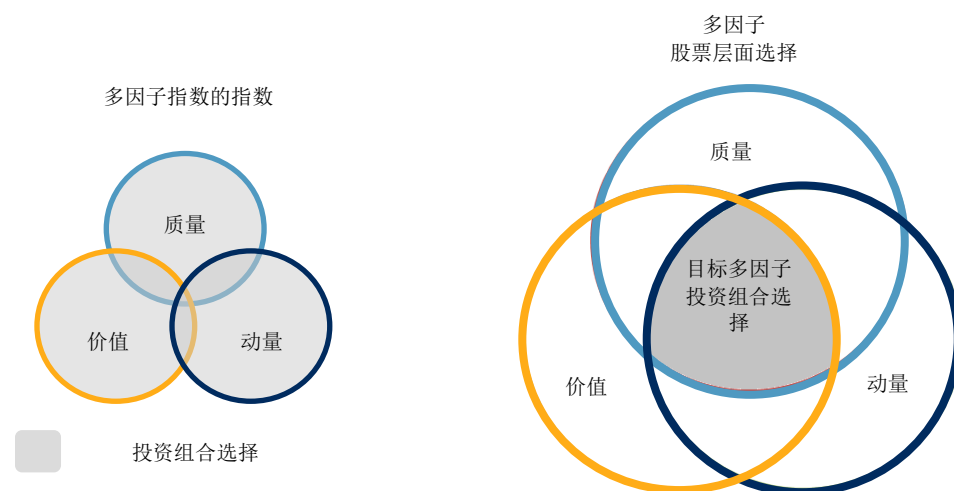 多因子指数的指数
质量
价值
动量
投资组合选择
多因子
股票层面选择
质量
目标多因子
投资组合选
择
价值
动量